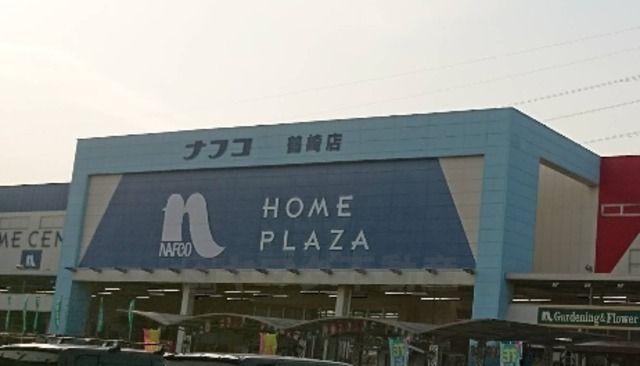 ナフコ 鶴崎店
HOME
PLAZA
NAFCO
ME CEN
Gardening&Flower